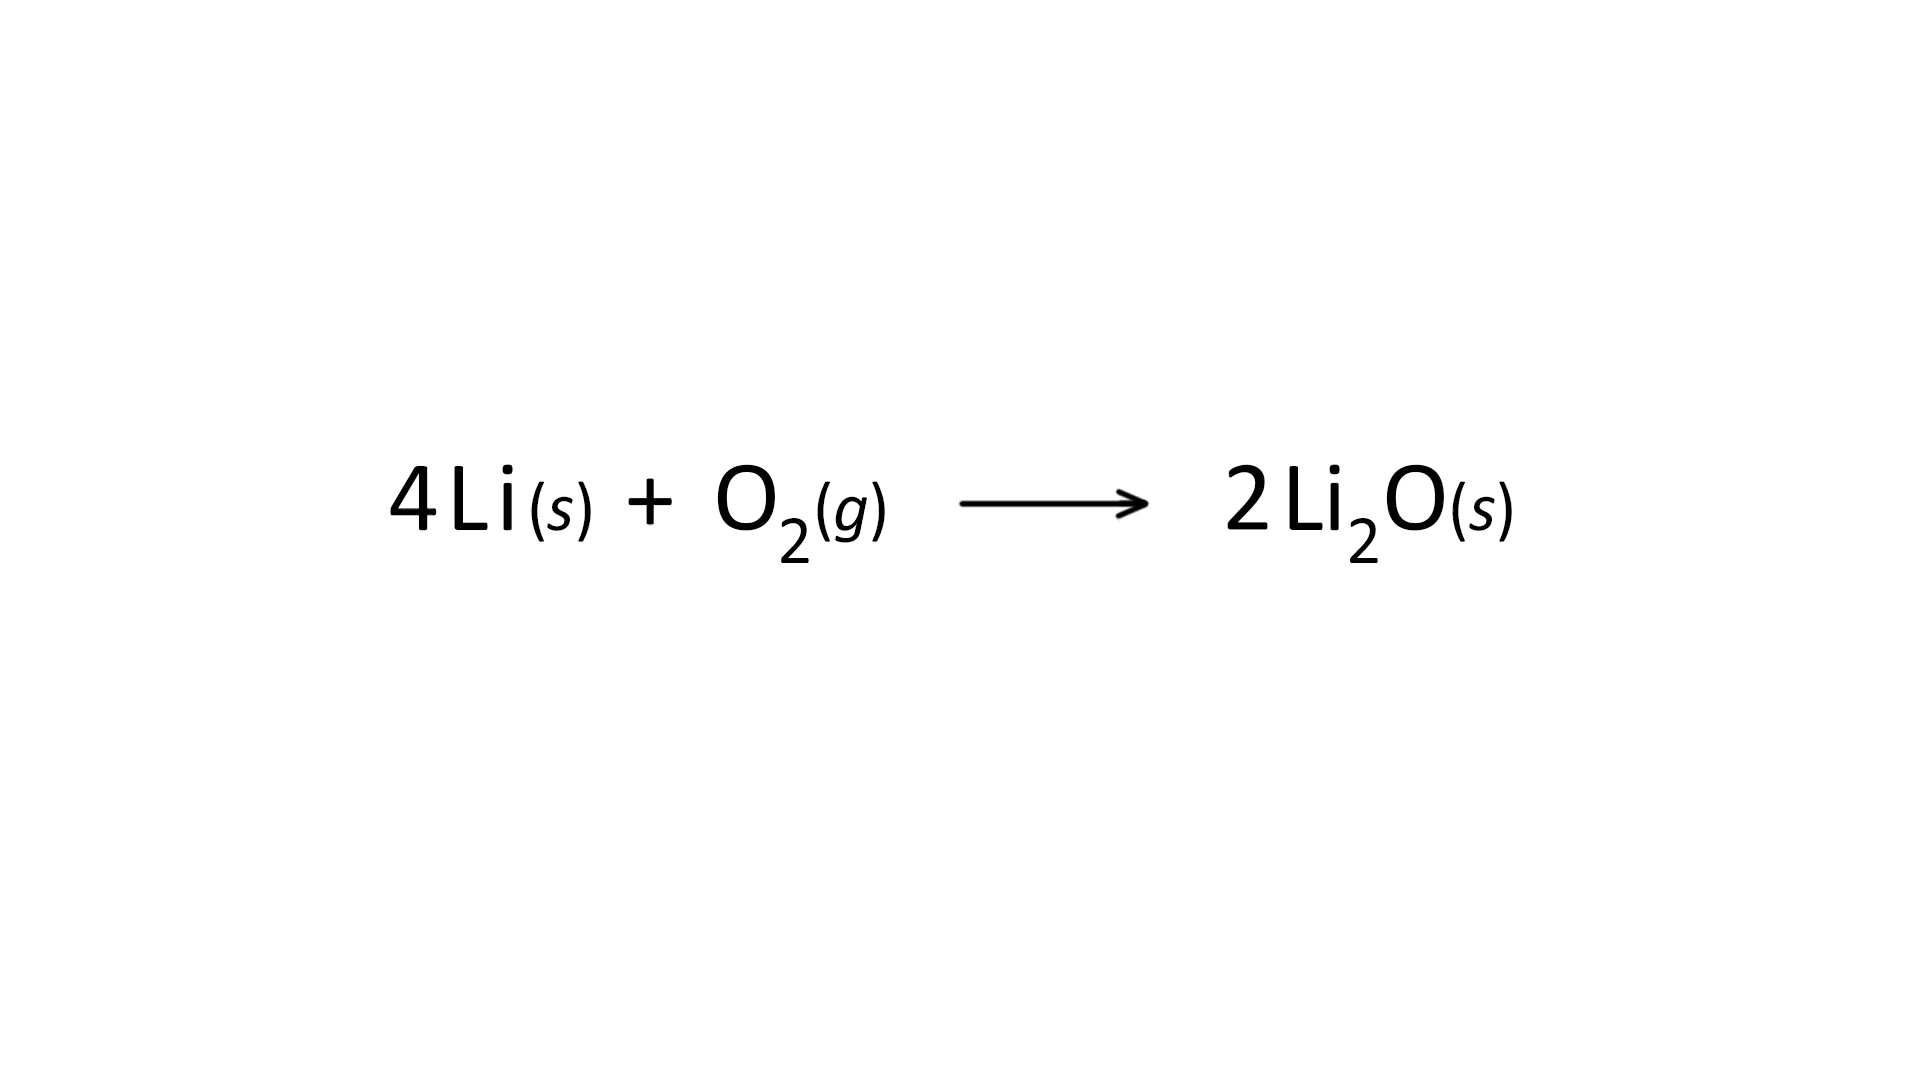 4Li(s) + O₂(g) ⟶ 2Li₂O(s)